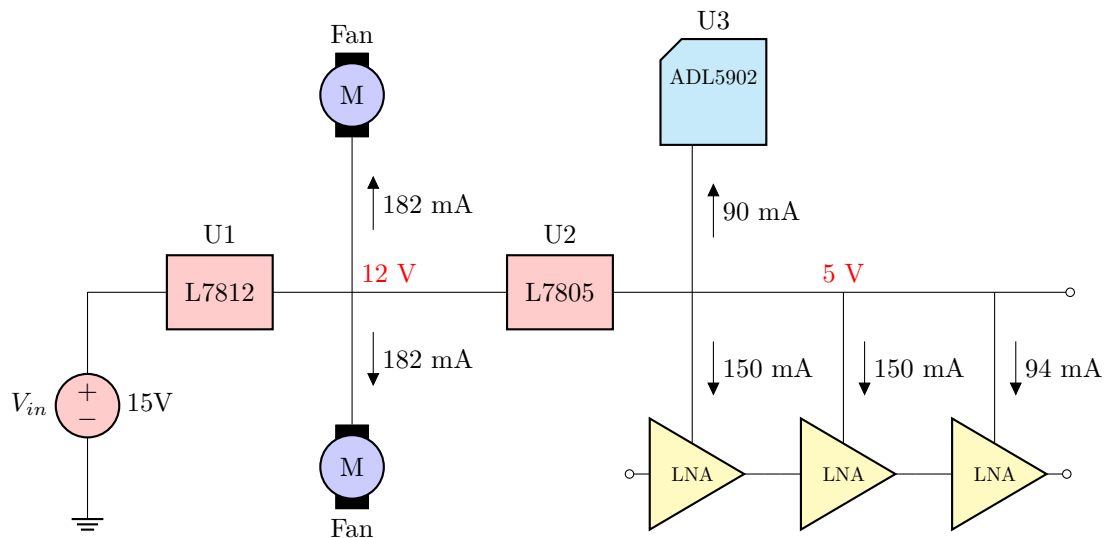 U3
Fan
ADL5902
M
182 mA
90 mA
U1
U2
12 V
5 V
L7812
L7805
182 mA
150 mA
150 mA
94 mA
V_in
+
−
15V
M
LNA
LNA
LNA
Fan